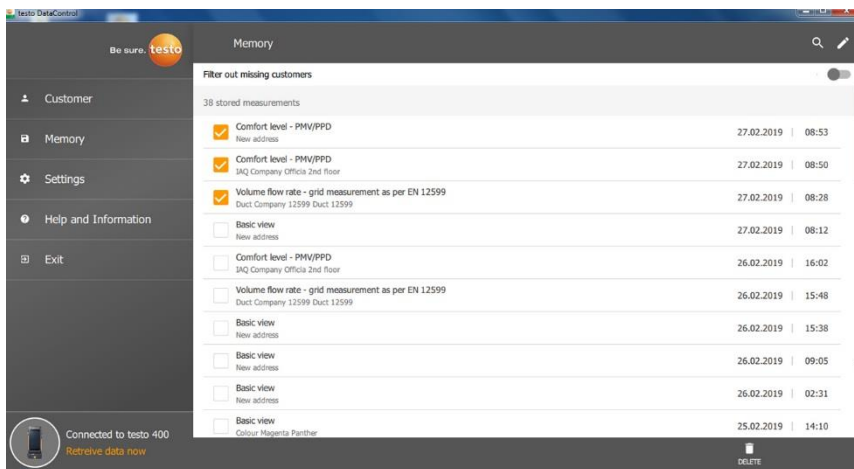 testo DataControl
Be sure. testo
Memory
Filter out missing customers
Customer
38 stored measurements
Memory
Settings
Help and Information
Exit
Comfort level - PMV/PPD
New address
27.02.2019 | 08:53
Comfort level - PMV/PPD
IAQ Company Officia 2nd floor
27.02.2019 | 08:50
Volume flow rate - grid measurement as per EN 12599
Duct Company 12599 Duct 12599
27.02.2019 | 08:28
Basic view
New address
27.02.2019 | 08:12
Comfort level - PMV/PPD
IAQ Company Officia 2nd floor
26.02.2019 | 16:02
Volume flow rate - grid measurement as per EN 12599
Duct Company 12599 Duct 12599
26.02.2019 | 15:48
Basic view
New address
26.02.2019 | 15:38
Basic view
New address
26.02.2019 | 09:05
Basic view
New address
26.02.2019 | 02:31
Basic view
Colour Magenta Panther
25.02.2019 | 14:10
Connected to testo 400
Retreive data now
DELETE